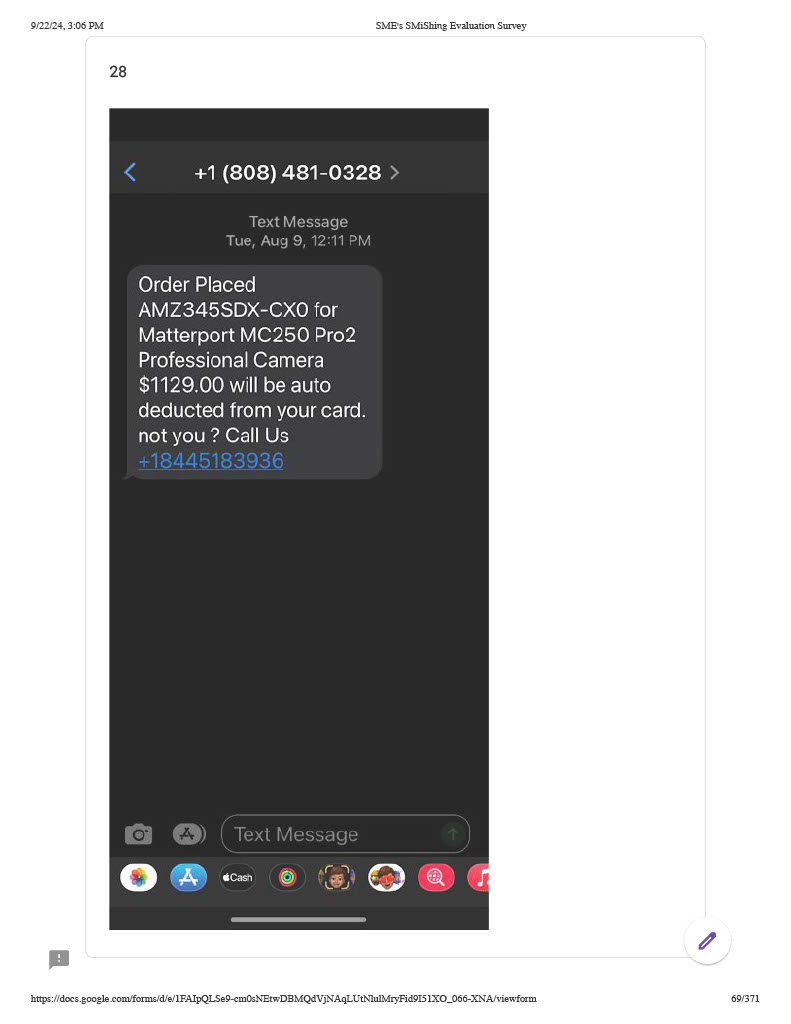 9/22/24, 3:06 PM
SME's SMiShing Evaluation Survey
28
+1 (808) 481-0328
Text Message
Tue, Aug 9, 12:11 PM
Order Placed
AMZ345SDX-CX0 for
Matterport MC250 Pro2
Professional Camera
$1129.00 will be auto
deducted from your card.
not you ? Call Us
+18445183936
Text Message
Cash
https://docs.google.com/forms/d/e/1FAIpQLSe9-cm0sNEtwDBMQdVjNAqLUtNlulMryFid9I51XO_066-XNA/viewform
69/371